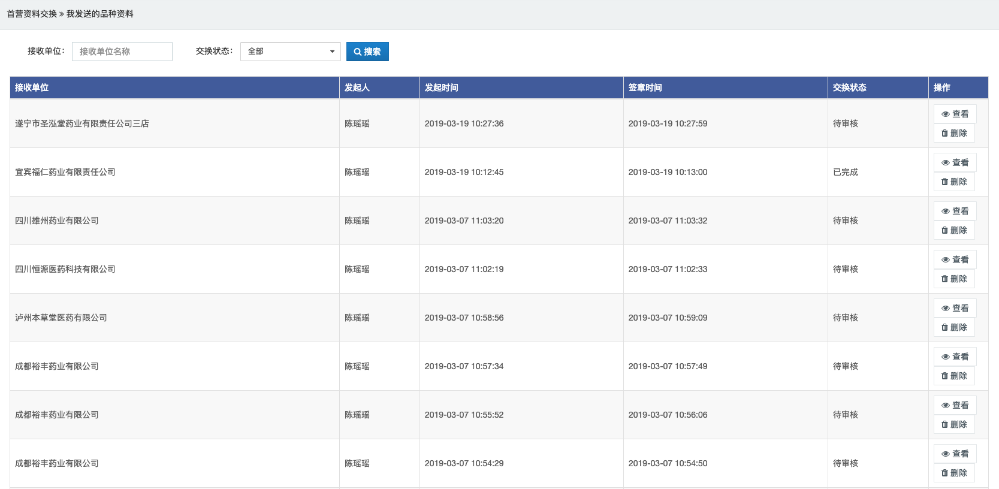 首营资料交换 » 我发送的品种资料
接收单位： 接收单位名称 交换状态： 全部 搜索
接收单位 发起人 发起时间 签章时间 交换状态 操作
遂宁市圣泓堂药业有限责任公司三店 陈瑶瑶 2019-03-19 10:27:36 2019-03-19 10:27:59 待审核 查看
删除
宜宾福仁药业有限责任公司 陈瑶瑶 2019-03-19 10:12:45 2019-03-19 10:13:00 已完成 查看
删除
四川雄州药业有限公司 陈瑶瑶 2019-03-07 11:03:20 2019-03-07 11:03:32 待审核 查看
删除
四川恒源医药科技有限公司 陈瑶瑶 2019-03-07 11:02:19 2019-03-07 11:02:33 待审核 查看
删除
泸州本草堂医药有限公司 陈瑶瑶 2019-03-07 10:58:56 2019-03-07 10:59:09 待审核 查看
删除
成都裕丰药业有限公司 陈瑶瑶 2019-03-07 10:57:34 2019-03-07 10:57:49 待审核 查看
删除
成都裕丰药业有限公司 陈瑶瑶 2019-03-07 10:55:52 2019-03-07 10:56:06 待审核 查看
删除
成都裕丰药业有限公司 陈瑶瑶 2019-03-07 10:54:29 2019-03-07 10:54:50 待审核 查看
删除